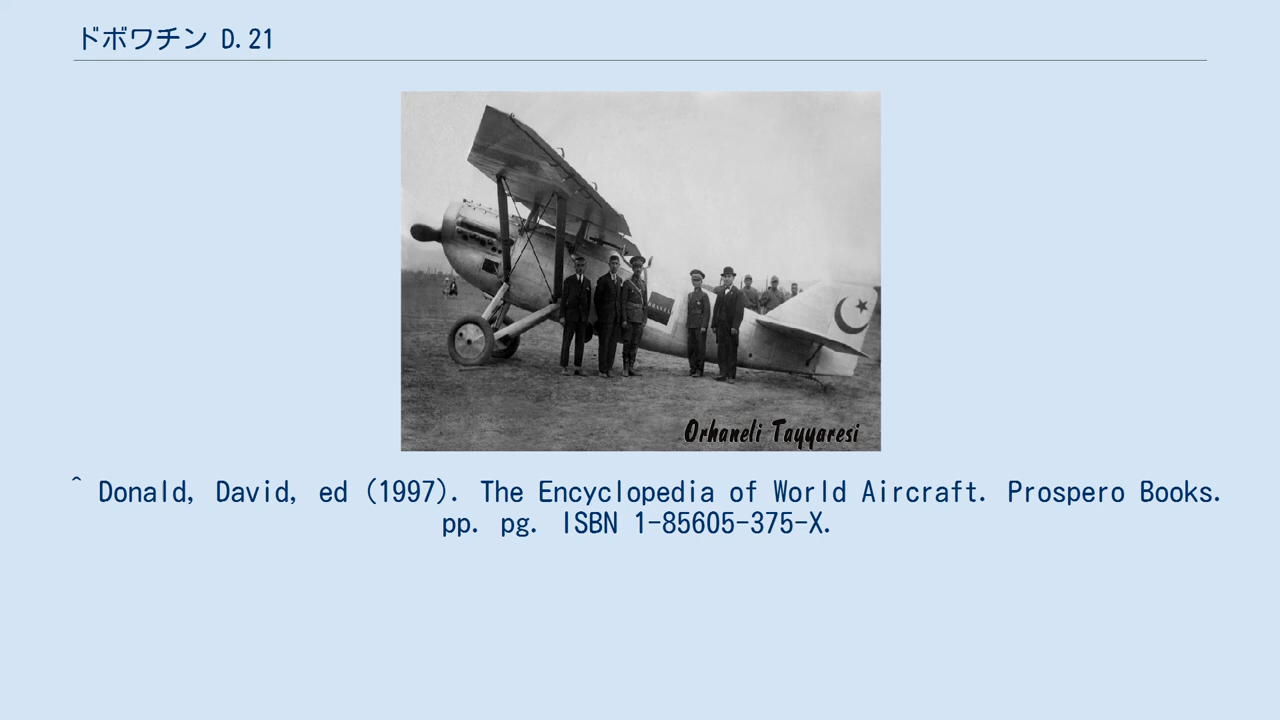 ドボワチン D.21
Orhaneli Tayyaresi
^ Donald, David, ed (1997). The Encyclopedia of World Aircraft. Prospero Books.
pp. pg. ISBN 1-85605-375-X.